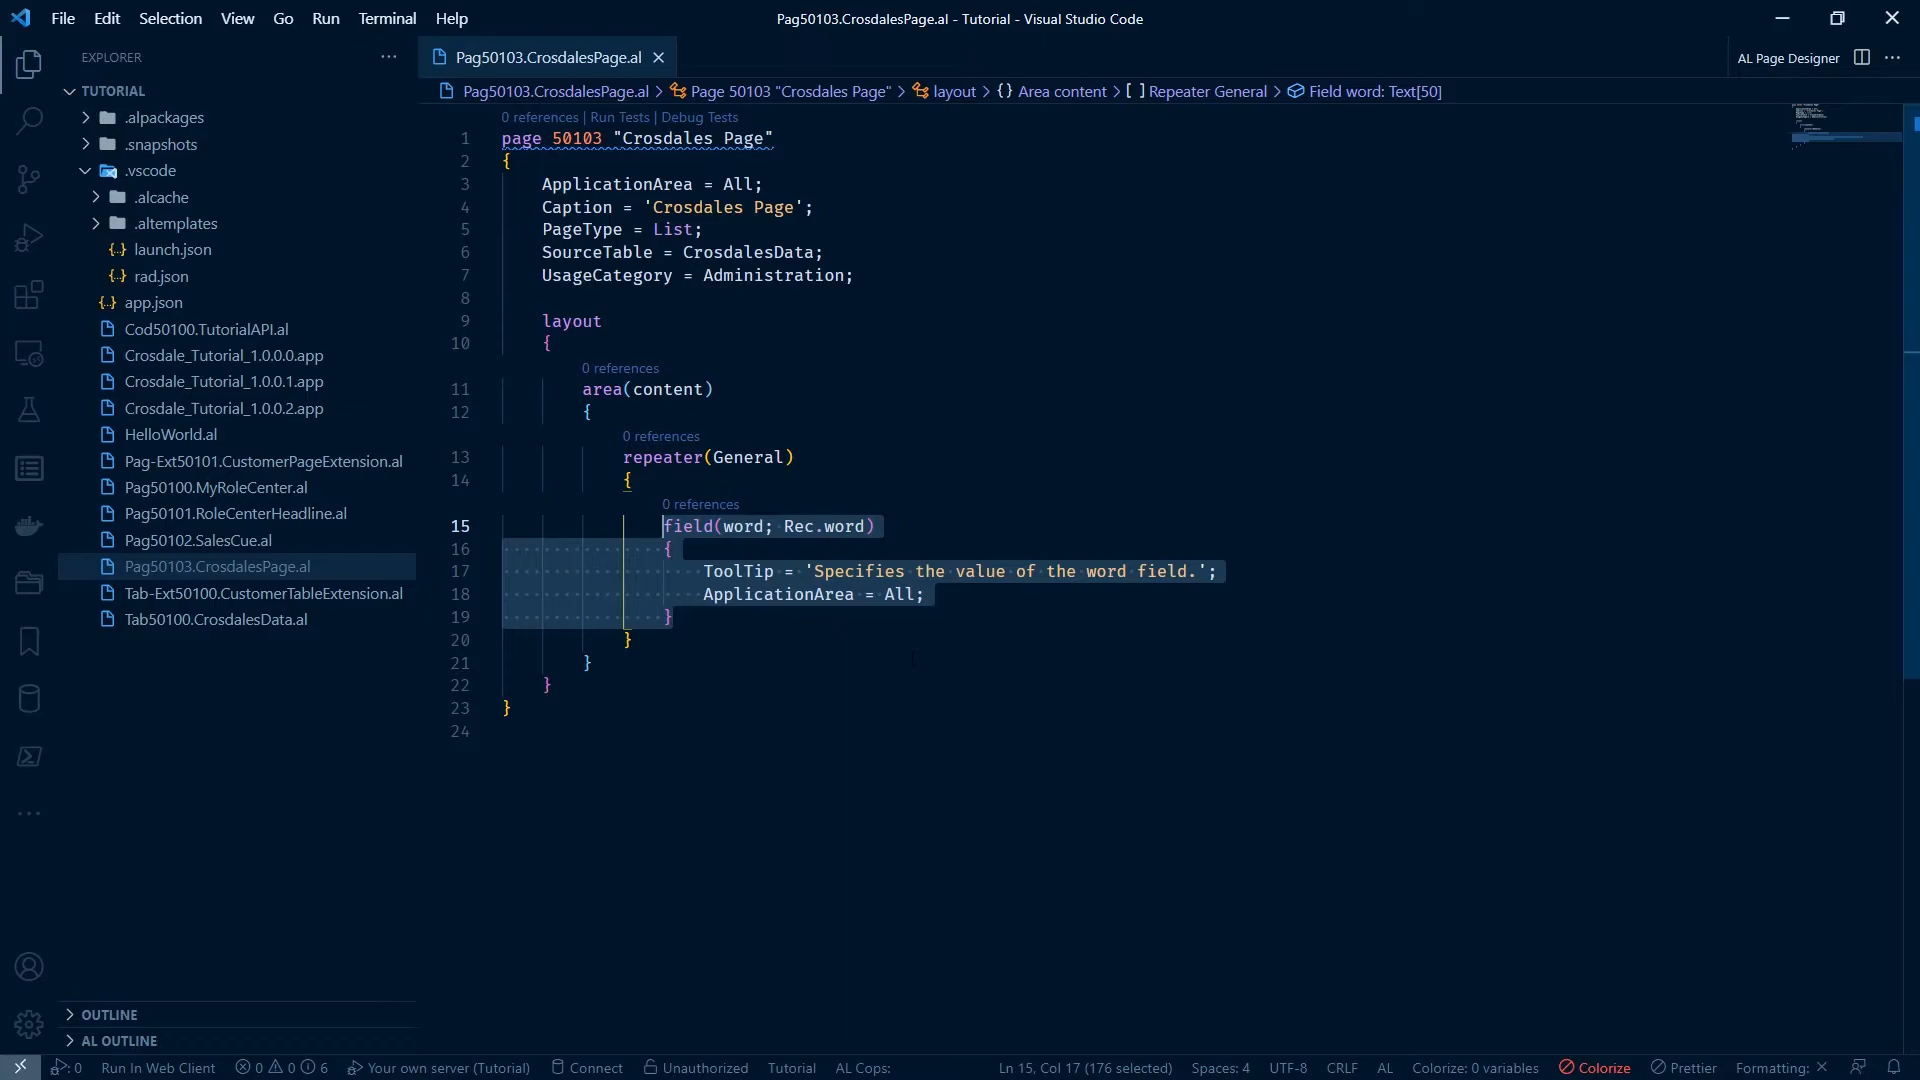 File Edit Selection View Go Run Terminal Help
Pag50103.CrosdalesPage.al - Tutorial - Visual Studio Code
EXPLORER
Pag50103.CrosdalesPage.al
AL Page Designer
Pag50103.CrosdalesPage.al > Page 50103 "Crosdales Page" > layout > {} Area content > [ ] Repeater General > Field word: Text[50]
TUTORIAL
.alpackages
.snapshots
.vscode
.alcache
.altemplates
{..} launch.json
{..} rad.json
{..} app.json
Cod50100.TutorialAPI.al
Crosdale_Tutorial_1.0.0.0.app
Crosdale_Tutorial_1.0.0.1.app
Crosdale_Tutorial_1.0.0.2.app
HelloWorld.al
Pag-Ext50101.CustomerPageExtension.al
Pag50100.MyRoleCenter.al
Pag50101.RoleCenterHeadline.al
Pag50102.SalesCue.al
Pag50103.CrosdalesPage.al
Tab-Ext50100.CustomerTableExtension.al
Tab50100.CrosdalesData.al
OUTLINE
AL OUTLINE
0 references | Run Tests | Debug Tests
1 page 50103 "Crosdales Page"
2 {
3 ApplicationArea = All;
4 Caption = 'Crosdales Page';
5 PageType = List;
6 SourceTable = CrosdalesData;
7 UsageCategory = Administration;
8
9 layout
10 {
0 references
11 area(content)
12 {
0 references
13 repeater(General)
14 {
0 references
15 field(word; Rec.word)
16 {
17 ToolTip = 'Specifies the value of the word field.';
18 ApplicationArea = All;
19 }
20 }
21 }
22 }
23 }
24
: 0 Run In Web Client 0 0 6 Your own server (Tutorial) Connect Unauthorized Tutorial AL Cops: Ln 15, Col 17 (176 selected) Spaces: 4 UTF-8 CRLF AL Colorize: 0 variables Colorize Prettier Formatting: ✕